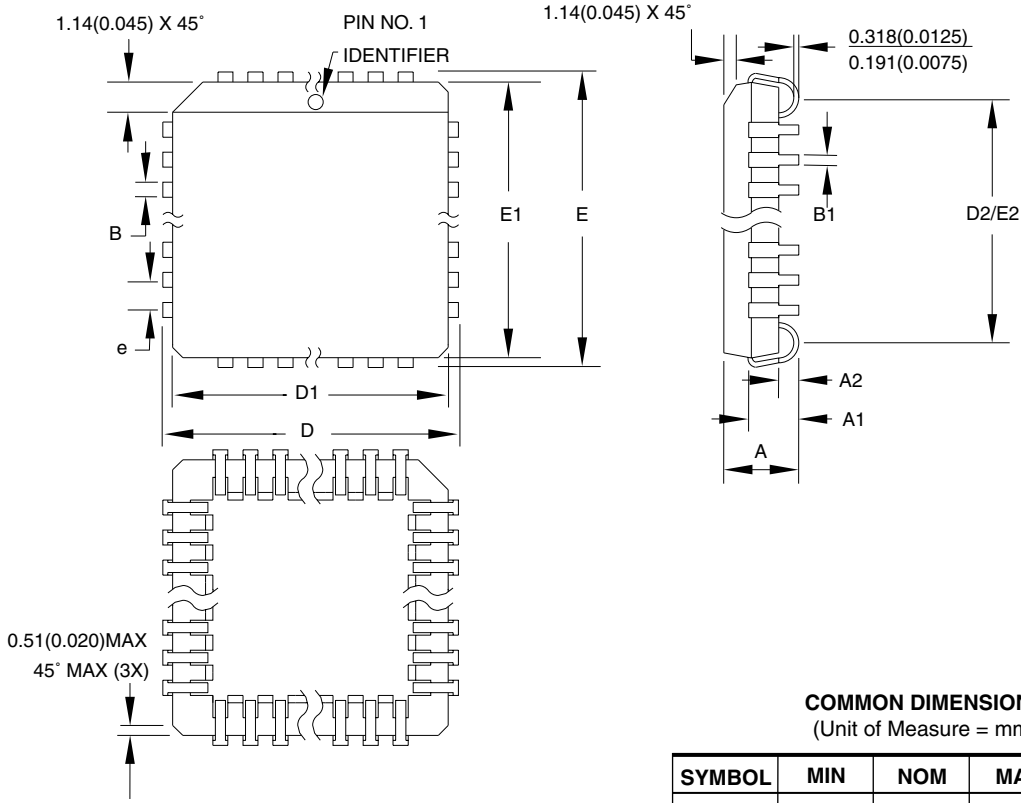 1.14(0.045) X 45˚
PIN NO. 1
IDENTIFIER
1.14(0.045) X 45˚
0.318(0.0125)
0.191(0.0075)
B
e
E1
E
B1
D2/E2
A2
A1
A
D1
D
0.51(0.020)MAX
45˚ MAX (3X)
COMMON DIMENSION
(Unit of Measure = mm
SYMBOL MIN NOM MA